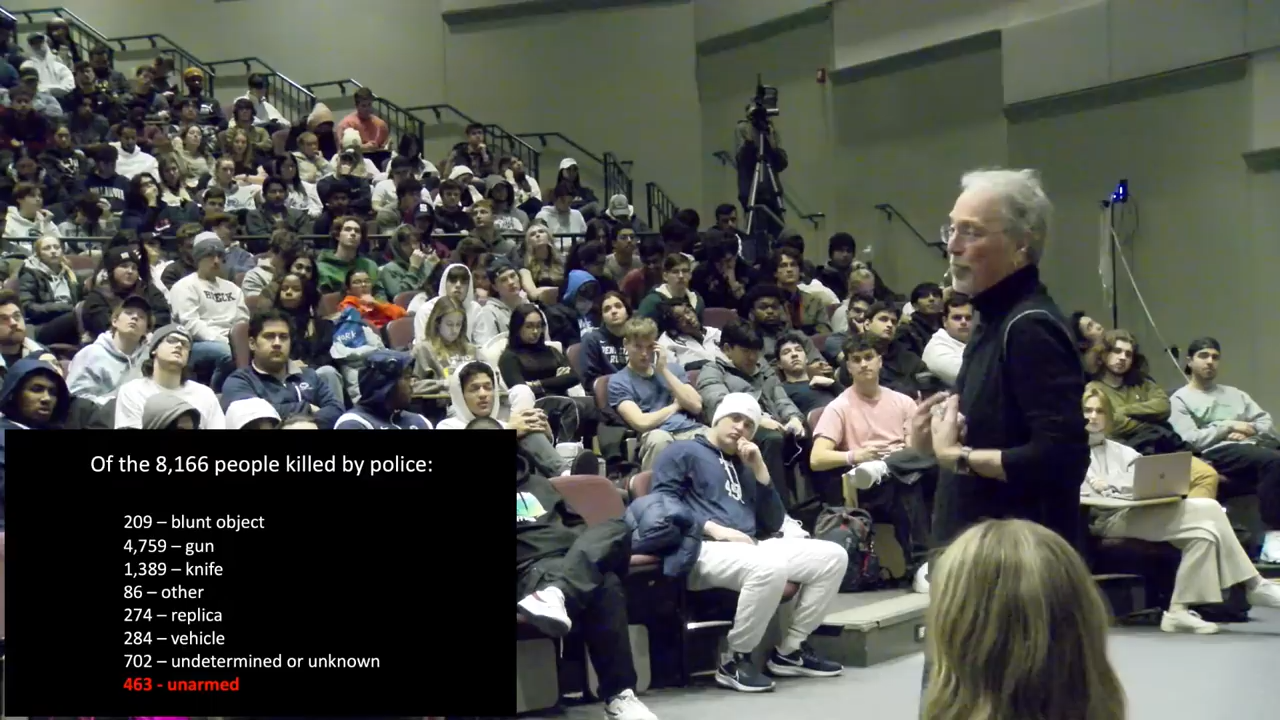 BUECK
Of the 8,166 people killed by police:
209 – blunt object
4,759 – gun
1,389 – knife
86 – other
274 – replica
284 – vehicle
702 – undetermined or unknown
463 - unarmed